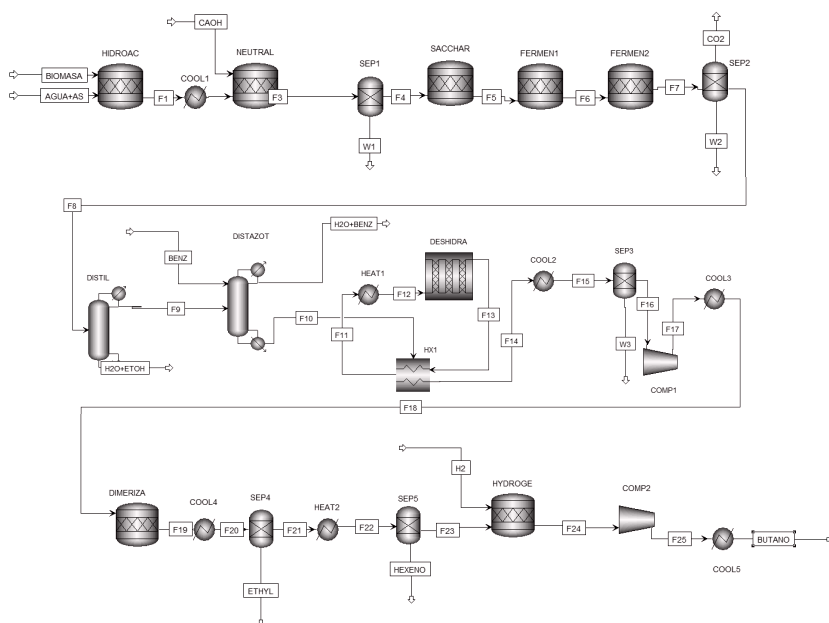 CAOH
CO2
HIDROAC
NEUTRAL
SACCHAR
FERMEN1
FERMEN2
SEP2
SEP1
BIOMASA
COOL1
AGUA+AS
F1
F3
F4
F5
F6
F7
W1
W2
F8
H2O+BENZ
DISTAZOT
BENZ
DESHIDRA
SEP3
COOL2
HEAT1
DISTIL
COOL3
F15
F12
F16
F9
F10
F13
F17
F11
F14
HX1
W3
H2O+ETOH
COMP1
F18
H2
HYDROGE
COMP2
DIMERIZA
COOL4
SEP4
SEP5
HEAT2
F19
F20
F21
F22
F23
F24
F25
BUTANO
HEXENO
COOL5
ETHYL